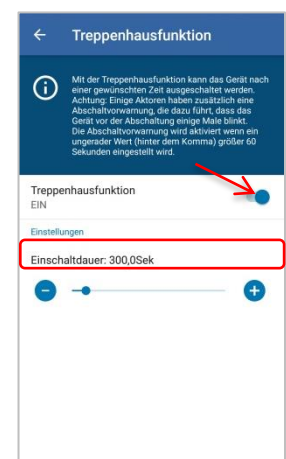 Treppenhausfunktion
Mit der Treppenhausfunktion kann das Gerät nach
einer gewünschten Zeit ausgeschaltet werden.
Achtung: Einige Aktoren haben zusätzlich eine
Abschaltvorwarnung, die dazu führt, dass das
Gerät vor der Abschaltung einige Male blinkt.
Die Abschaltvorwarnung wird aktiviert wenn ein
ungerader Wert (hinter dem Komma) größer 60
Sekunden eingestellt wird.
Treppenhausfunktion
EIN
Einstellungen
Einschaltdauer: 300,0Sek